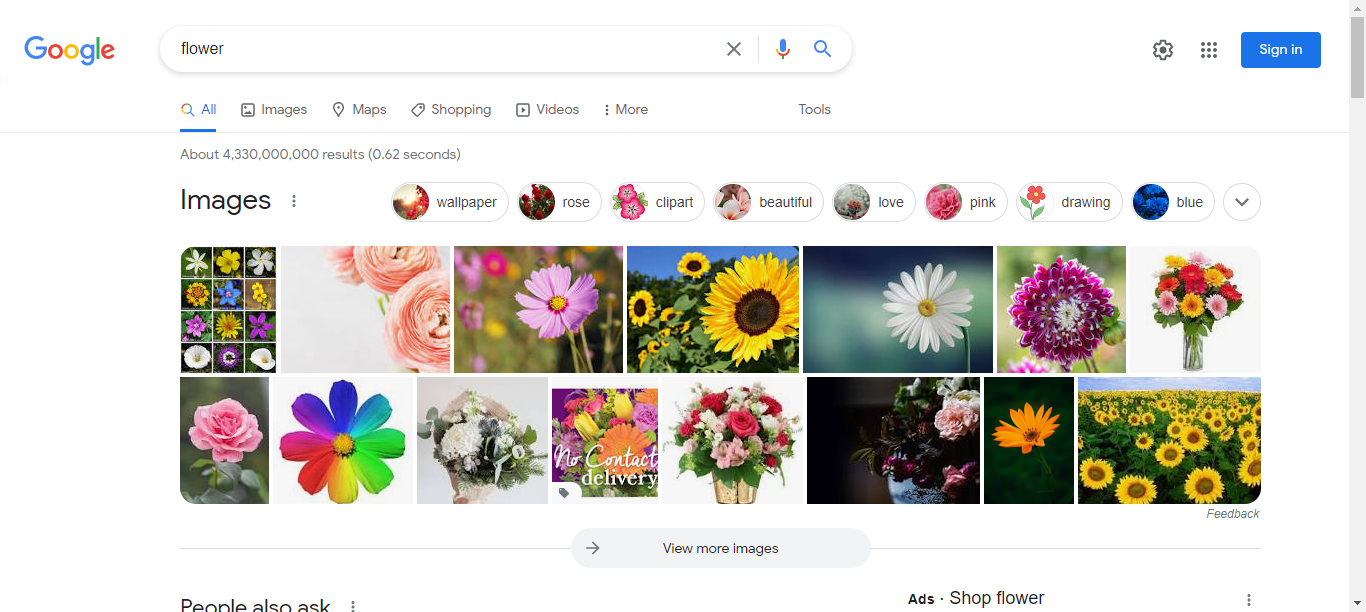 Google
flower
Sign in
All Images Maps Shopping Videos More Tools
About 4,330,000,000 results (0.62 seconds)
Images
wallpaper rose clipart beautiful love pink drawing blue
No Contact
delivery
Feedback
View more images
People also ask
Ads · Shop flower